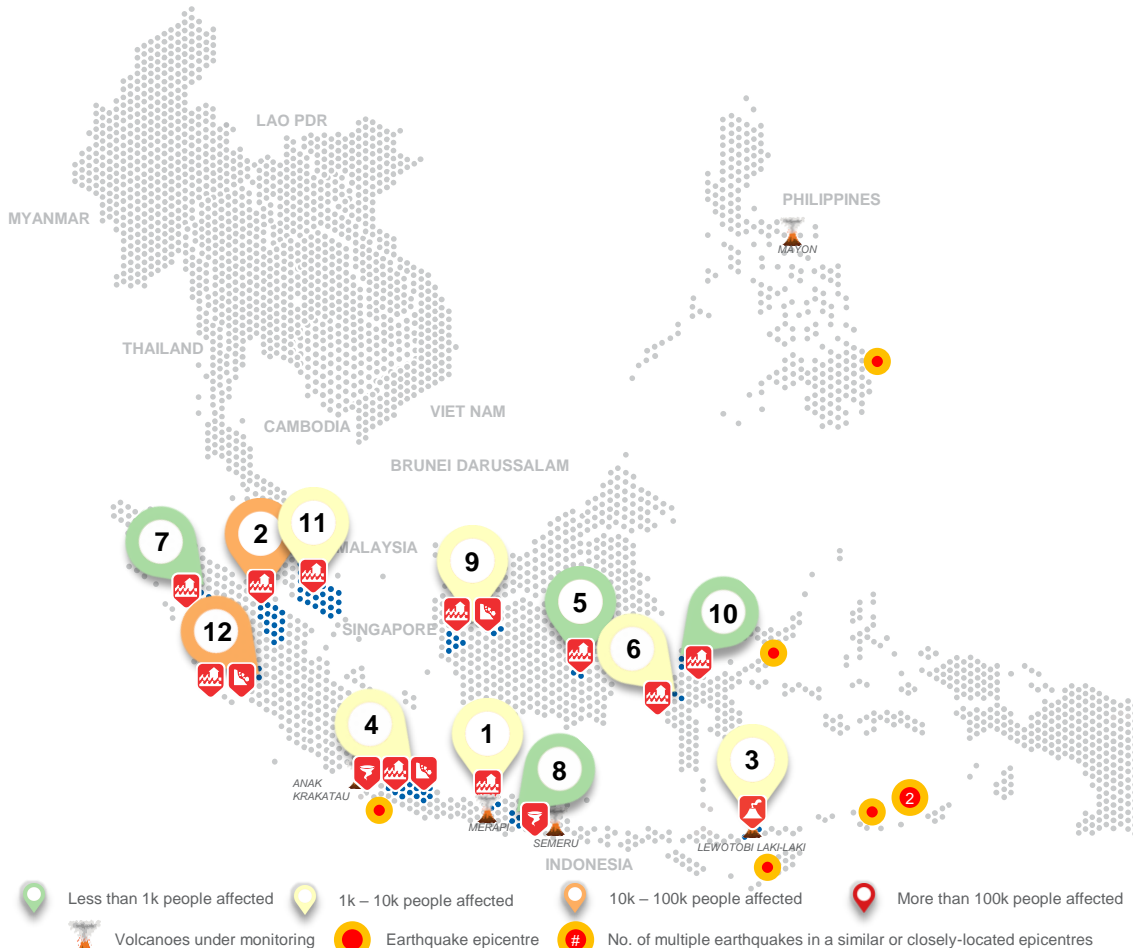 LAO PDR
MYANMAR
PHILIPPINES
MAYON
THAILAND
VIET NAM
CAMBODIA
BRUNEI DARUSSALAM
7
2
11
MALAYSIA
9
5
10
12
SINGAPORE
6
4
1
3
8
ANAK
KRAKATAU
2
MERAPI
SEMERU
LEWOTOBI LAKI-LAKI
INDONESIA
Less than 1k people affected
1k – 10k people affected
10k – 100k people affected
More than 100k people affected
Volcanoes under monitoring
Earthquake epicentre
# No. of multiple earthquakes in a similar or closely-located epicentres